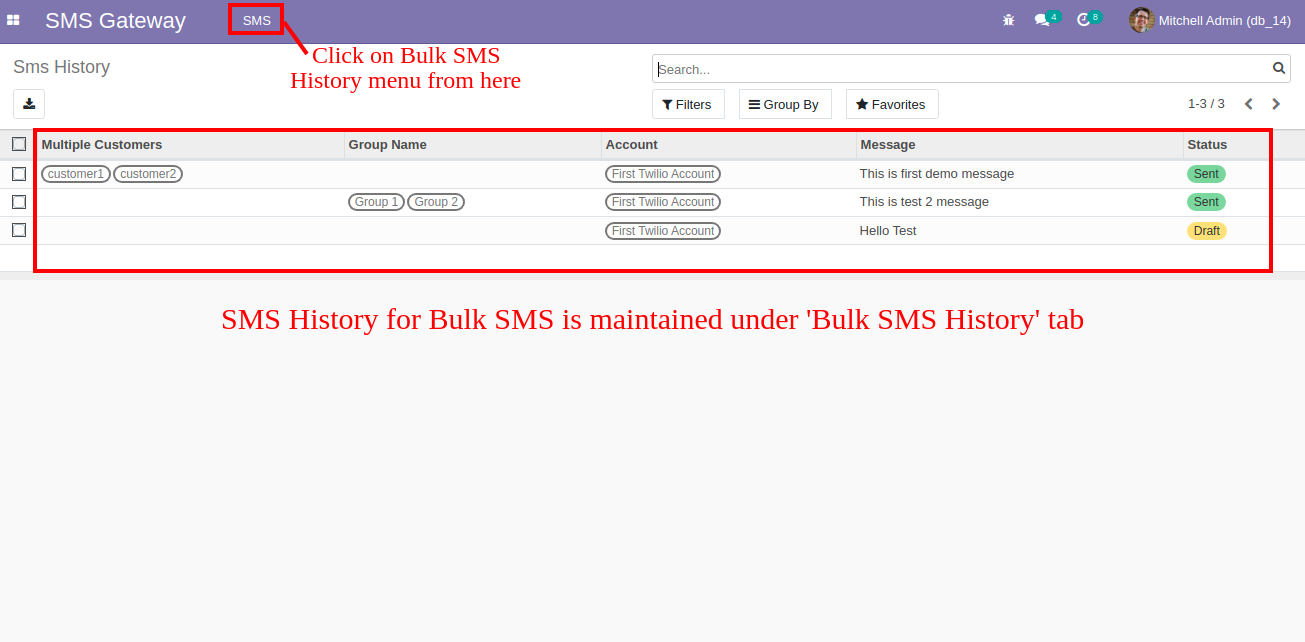 SMS Gateway SMS 4 8 Mitchell Admin (db_14)
Click on Bulk SMS
History menu from here
Sms History
Search...
Filters Group By Favorites 1-3 / 3
Multiple Customers Group Name Account Message Status
customer1 customer2 First Twilio Account This is first demo message Sent
Group 1 Group 2 First Twilio Account This is test 2 message Sent
First Twilio Account Hello Test Draft
SMS History for Bulk SMS is maintained under 'Bulk SMS History' tab